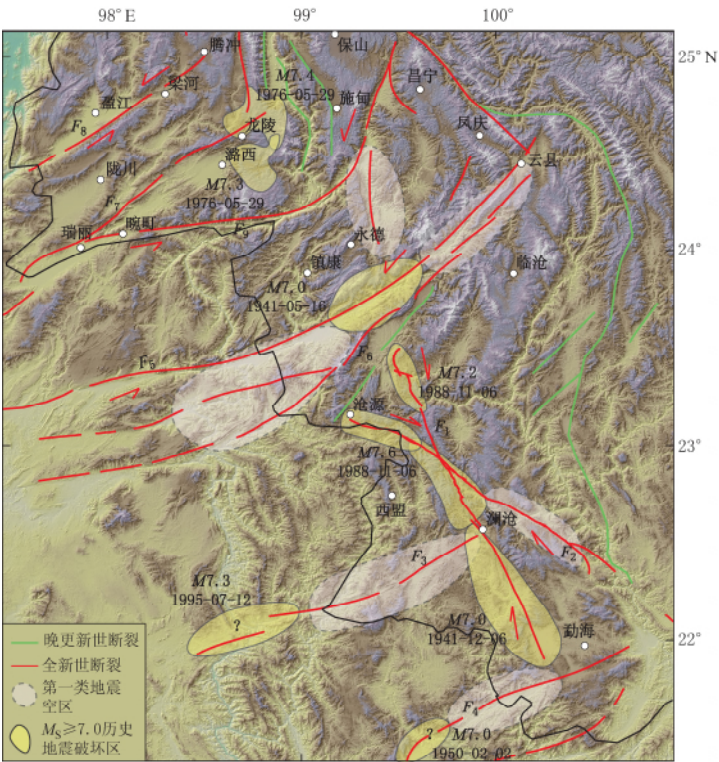 98° E
99°
100°
25° N
24°
23°
22°
腾冲
保山
梁河
M7.4
1976-05-29
施甸
昌宁
盈江
F₈
龙陵
凤庆
潞西
云县
陇川
M7.3
1976-05-29
F₇
瑞丽
畹町
F₉
永德
镇康
临沧
M7.0
1941-05-16
F₅
F₆
M7.2
1988-11-06
沧源
F₁
M7.6
1988-11-06
西盟
澜沧
F₃
F₂
M7.3
1995-07-12
?
M7.0
1941-12-06
勐海
F₄
?
M7.0
1950-02-02
晚更新世断裂
全新世断裂
第一类地震
空区
Mₛ≥7.0历史
地震破坏区